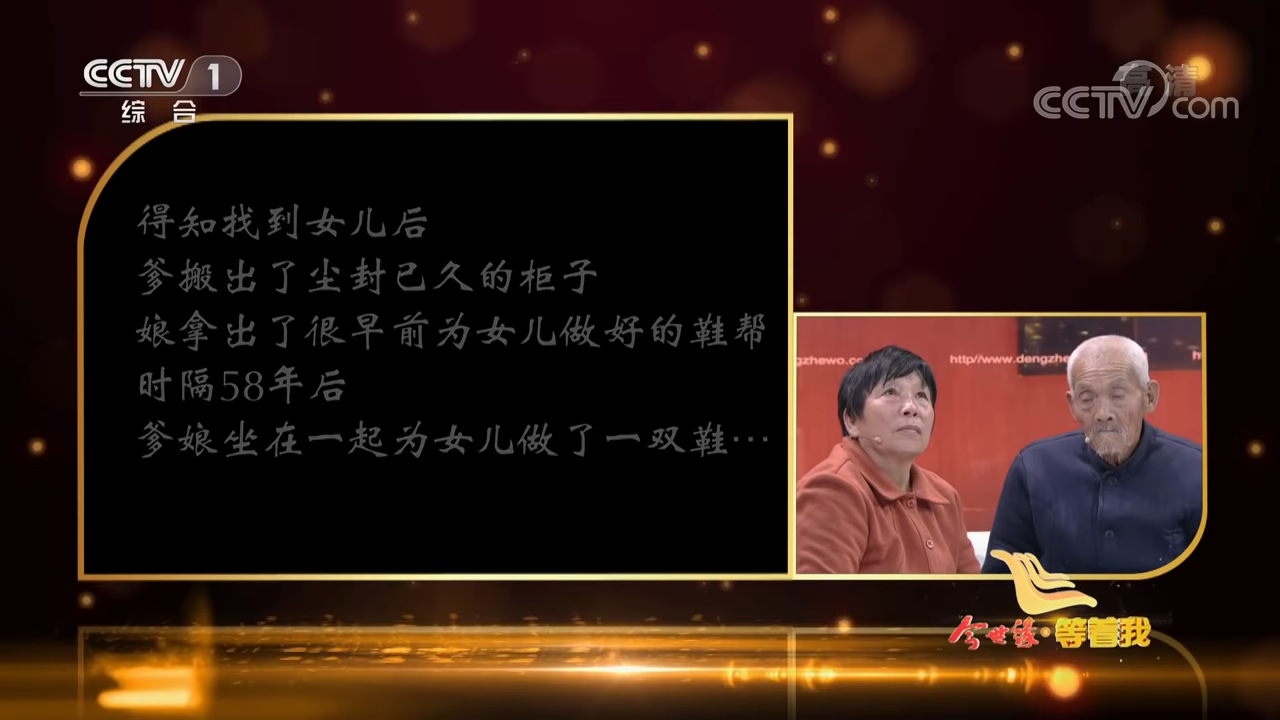 CCTV 1
综合
高清
CCTV.com
得知找到女儿后
爹搬出了尘封已久的柜子
娘拿出了很早前为女儿做好的鞋帮
时隔58年后
爹娘坐在一起为女儿做了一双鞋…
gzhewo.co
http//www.dengzhe
h
今世缘·等着我